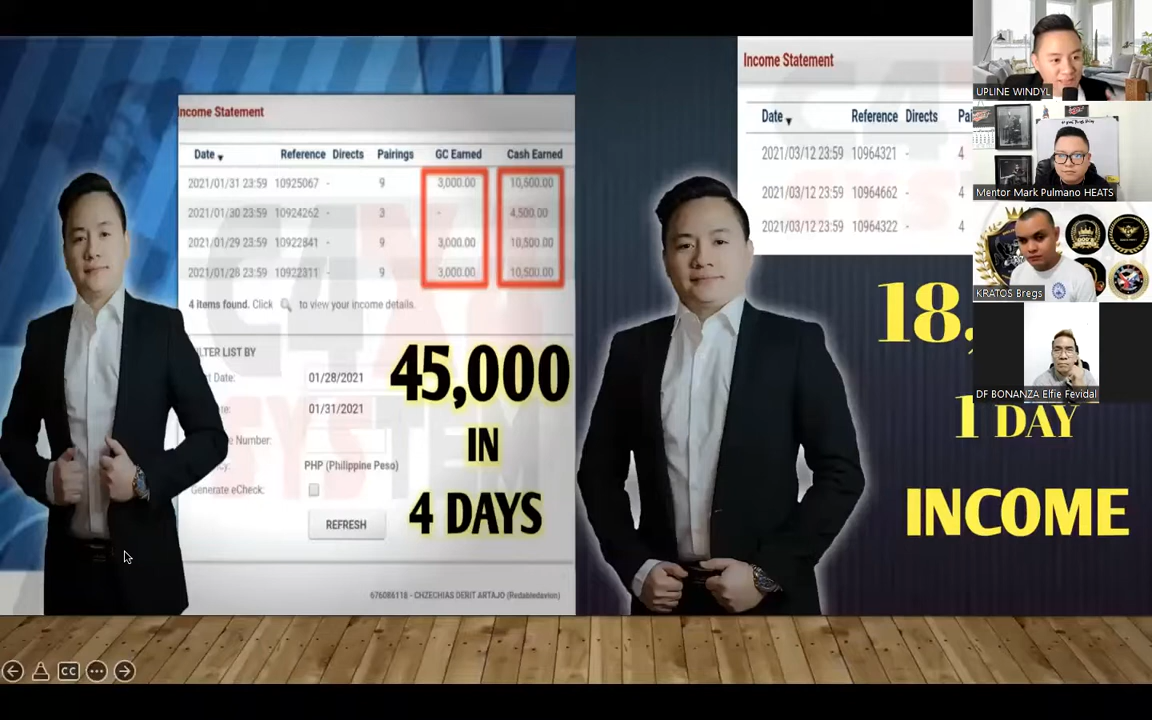 Income Statement
Date Reference Directs Pairings GC Earned Cash Earned
2021/01/31 23:59 10925067 - 9 3,000.00 10,500.00
2021/01/30 23:59 10924262 - 3 - 4,500.00
2021/01/29 23:59 10922841 - 9 3,000.00 10,500.00
2021/01/28 23:59 10922311 - 9 3,000.00 10,500.00
4 items found. Click to view your income details.
ILTER LIST BY
t Date: 01/28/2021
te: 01/31/2021
e Number:
cy: PHP (Philippine Peso)
Generate eCheck:
REFRESH
676086118 - CHZECHIAS DERIT ARTAJO (Redabledavion)
45,000
IN
4 DAYS
Income Statement
Date Reference Directs Pa
2021/03/12 23:59 10964321 - 4
2021/03/12 23:59 10964662 - 4
2021/03/12 23:59 10964322 - 4
18,
1 DAY
INCOME
UPLINE WINDYL
Mentor Mark Pulmano HEATS
KRATOS Bregs
DF BONANZA Elfie Fevidal
CC